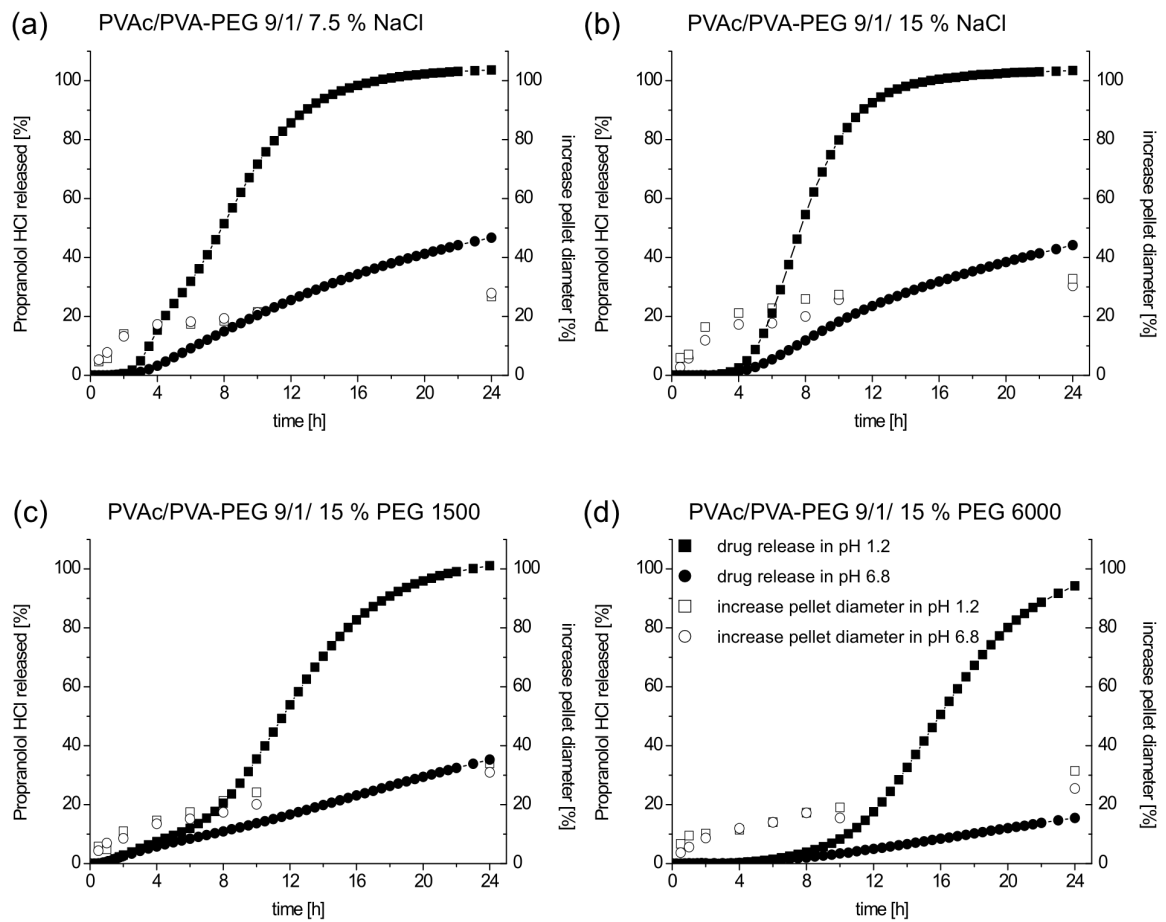 (a)
PVAc/PVA-PEG 9/1/ 7.5 % NaCl
Propranolol HCl released [%]
100
80
60
40
20
0
100
80
60
40
20
0
increase pellet diameter [%]
0 4 8 12 16 20 24
time [h]
(b)
PVAc/PVA-PEG 9/1/ 15 % NaCl
Propranolol HCl released [%]
100
80
60
40
20
0
100
80
60
40
20
0
increase pellet diameter [%]
0 4 8 12 16 20 24
time [h]
(c)
PVAc/PVA-PEG 9/1/ 15 % PEG 1500
Propranolol HCl released [%]
100
80
60
40
20
0
100
80
60
40
20
0
increase pellet diameter [%]
0 4 8 12 16 20 24
time [h]
(d)
PVAc/PVA-PEG 9/1/ 15 % PEG 6000
drug release in pH 1.2
drug release in pH 6.8
increase pellet diameter in pH 1.2
increase pellet diameter in pH 6.8
Propranolol HCl released [%]
100
80
60
40
20
0
100
80
60
40
20
0
increase pellet diameter [%]
0 4 8 12 16 20 24
time [h]